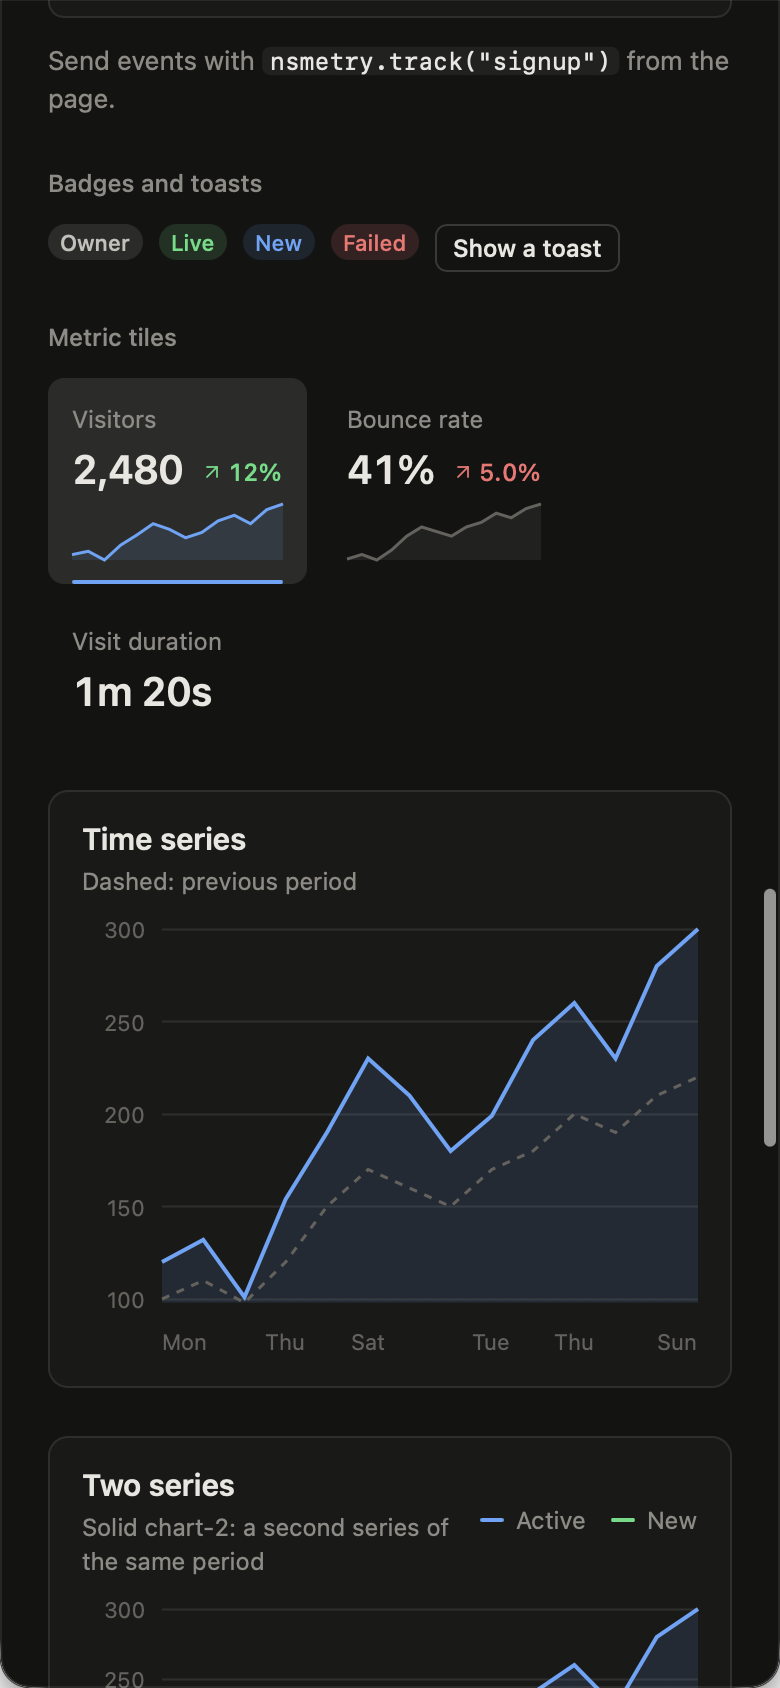 Send events with nsmetry.track("signup") from the
page.
Badges and toasts
Owner Live New Failed Show a toast
Metric tiles
Visitors
2,480 ↗ 12%
Bounce rate
41% ↗ 5.0%
Visit duration
1m 20s
Time series
Dashed: previous period
300
250
200
150
100
Mon Thu Sat Tue Thu Sun
Two series
Solid chart-2: a second series of
the same period
Active New
300
250